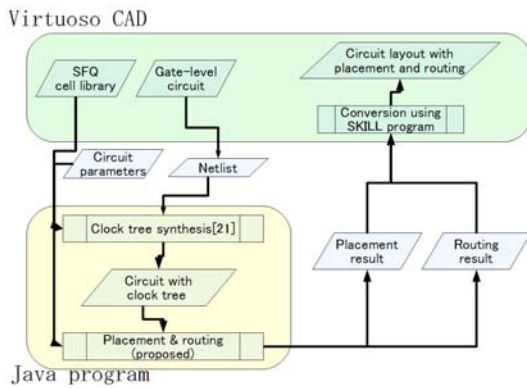 Virtuoso CAD
SFQ
cell library
Gate-level
circuit
Circuit layout with
placement and routing
Conversion using
SKILL program
Circuit
parameters
Netlist
Clock tree synthesis[21]
Circuit with
clock tree
Placement
result
Routing
result
Placement & routing
(proposed)
Java program